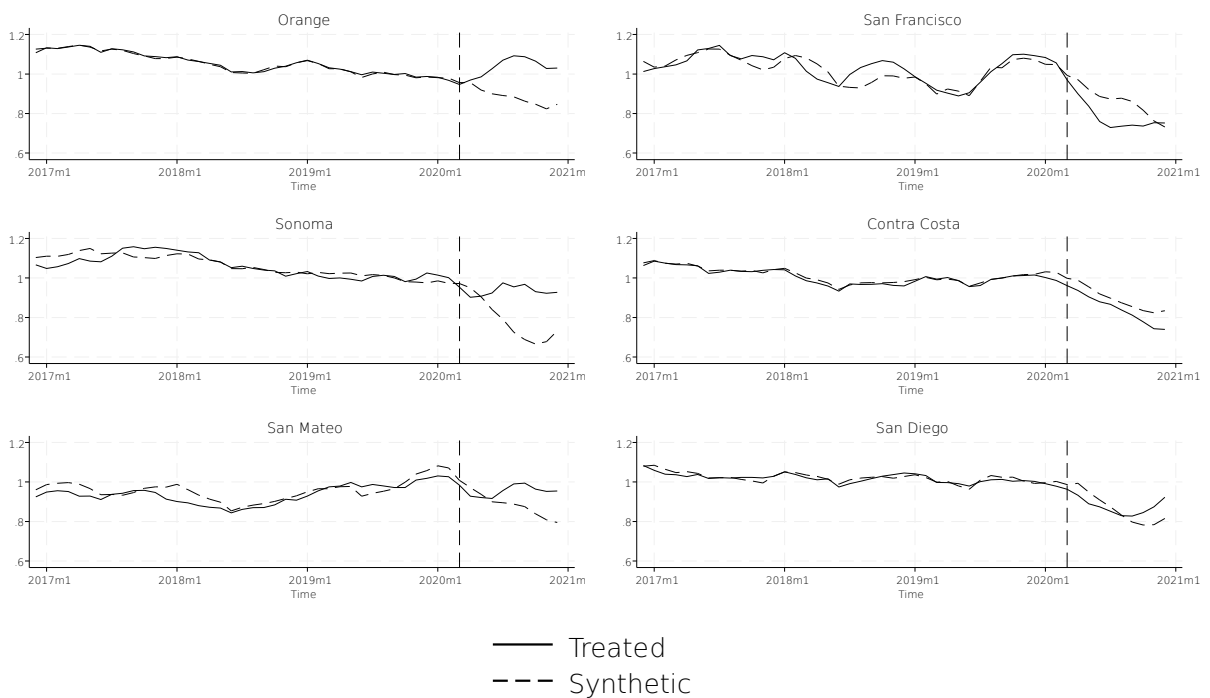 Orange
1.2
1
.8
.6
2017m1 2018m1 2019m1 2020m1 2021m
Time
San Francisco
1.2
1
.8
.6
2017m1 2018m1 2019m1 2020m1 2021m1
Time
Sonoma
1.2
1
.8
.6
2017m1 2018m1 2019m1 2020m1 2021m
Time
Contra Costa
1.2
1
.8
.6
2017m1 2018m1 2019m1 2020m1 2021m1
Time
San Mateo
1.2
1
.8
.6
2017m1 2018m1 2019m1 2020m1 2021m
Time
San Diego
1.2
1
.8
.6
2017m1 2018m1 2019m1 2020m1 2021m1
Time
Treated
Synthetic